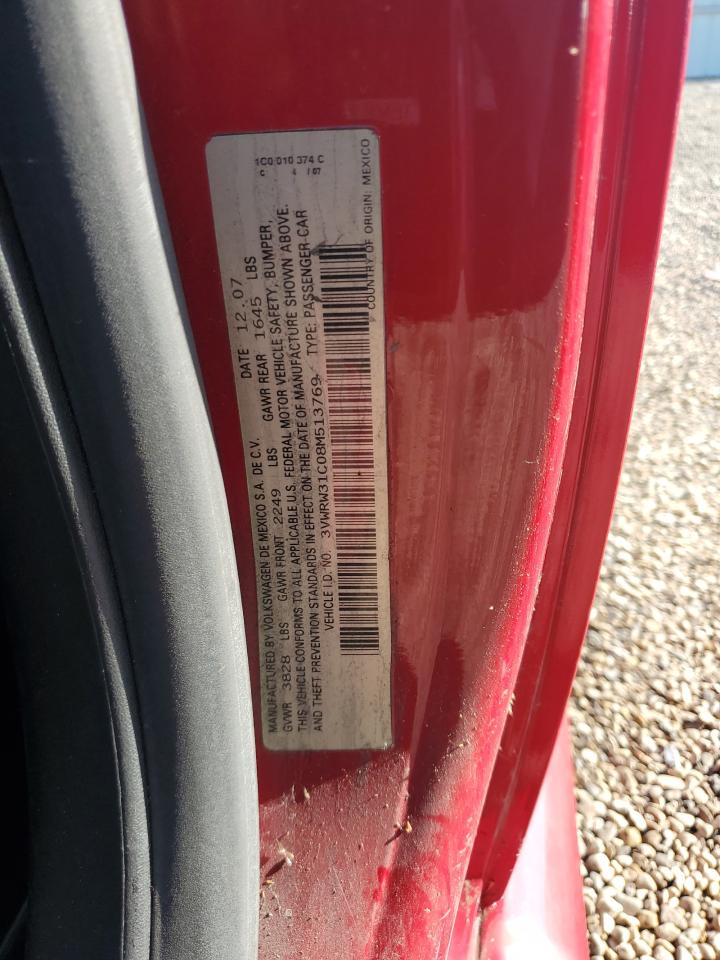 MANUFACTURED BY VOLKSWAGEN DE MEXICO S.A. DE C.V. DATE 12.07
GVWR 3828 LBS GAWR FRONT 2249 LBS GAWR REAR 1645 LBS
THIS VEHICLE CONFORMS TO ALL APPLICABLE U.S. FEDERAL MOTOR VEHICLE SAFETY, BUMPER,
AND THEFT PREVENTION STANDARDS IN EFFECT ON THE DATE OF MANUFACTURE SHOWN ABOVE.
VEHICLE I.D. NO. 3VWRW31C08M513769 TYPE: PASSENGER CAR
COUNTRY OF ORIGIN: MEXICO
1C0 010 374 C
C 4 /07